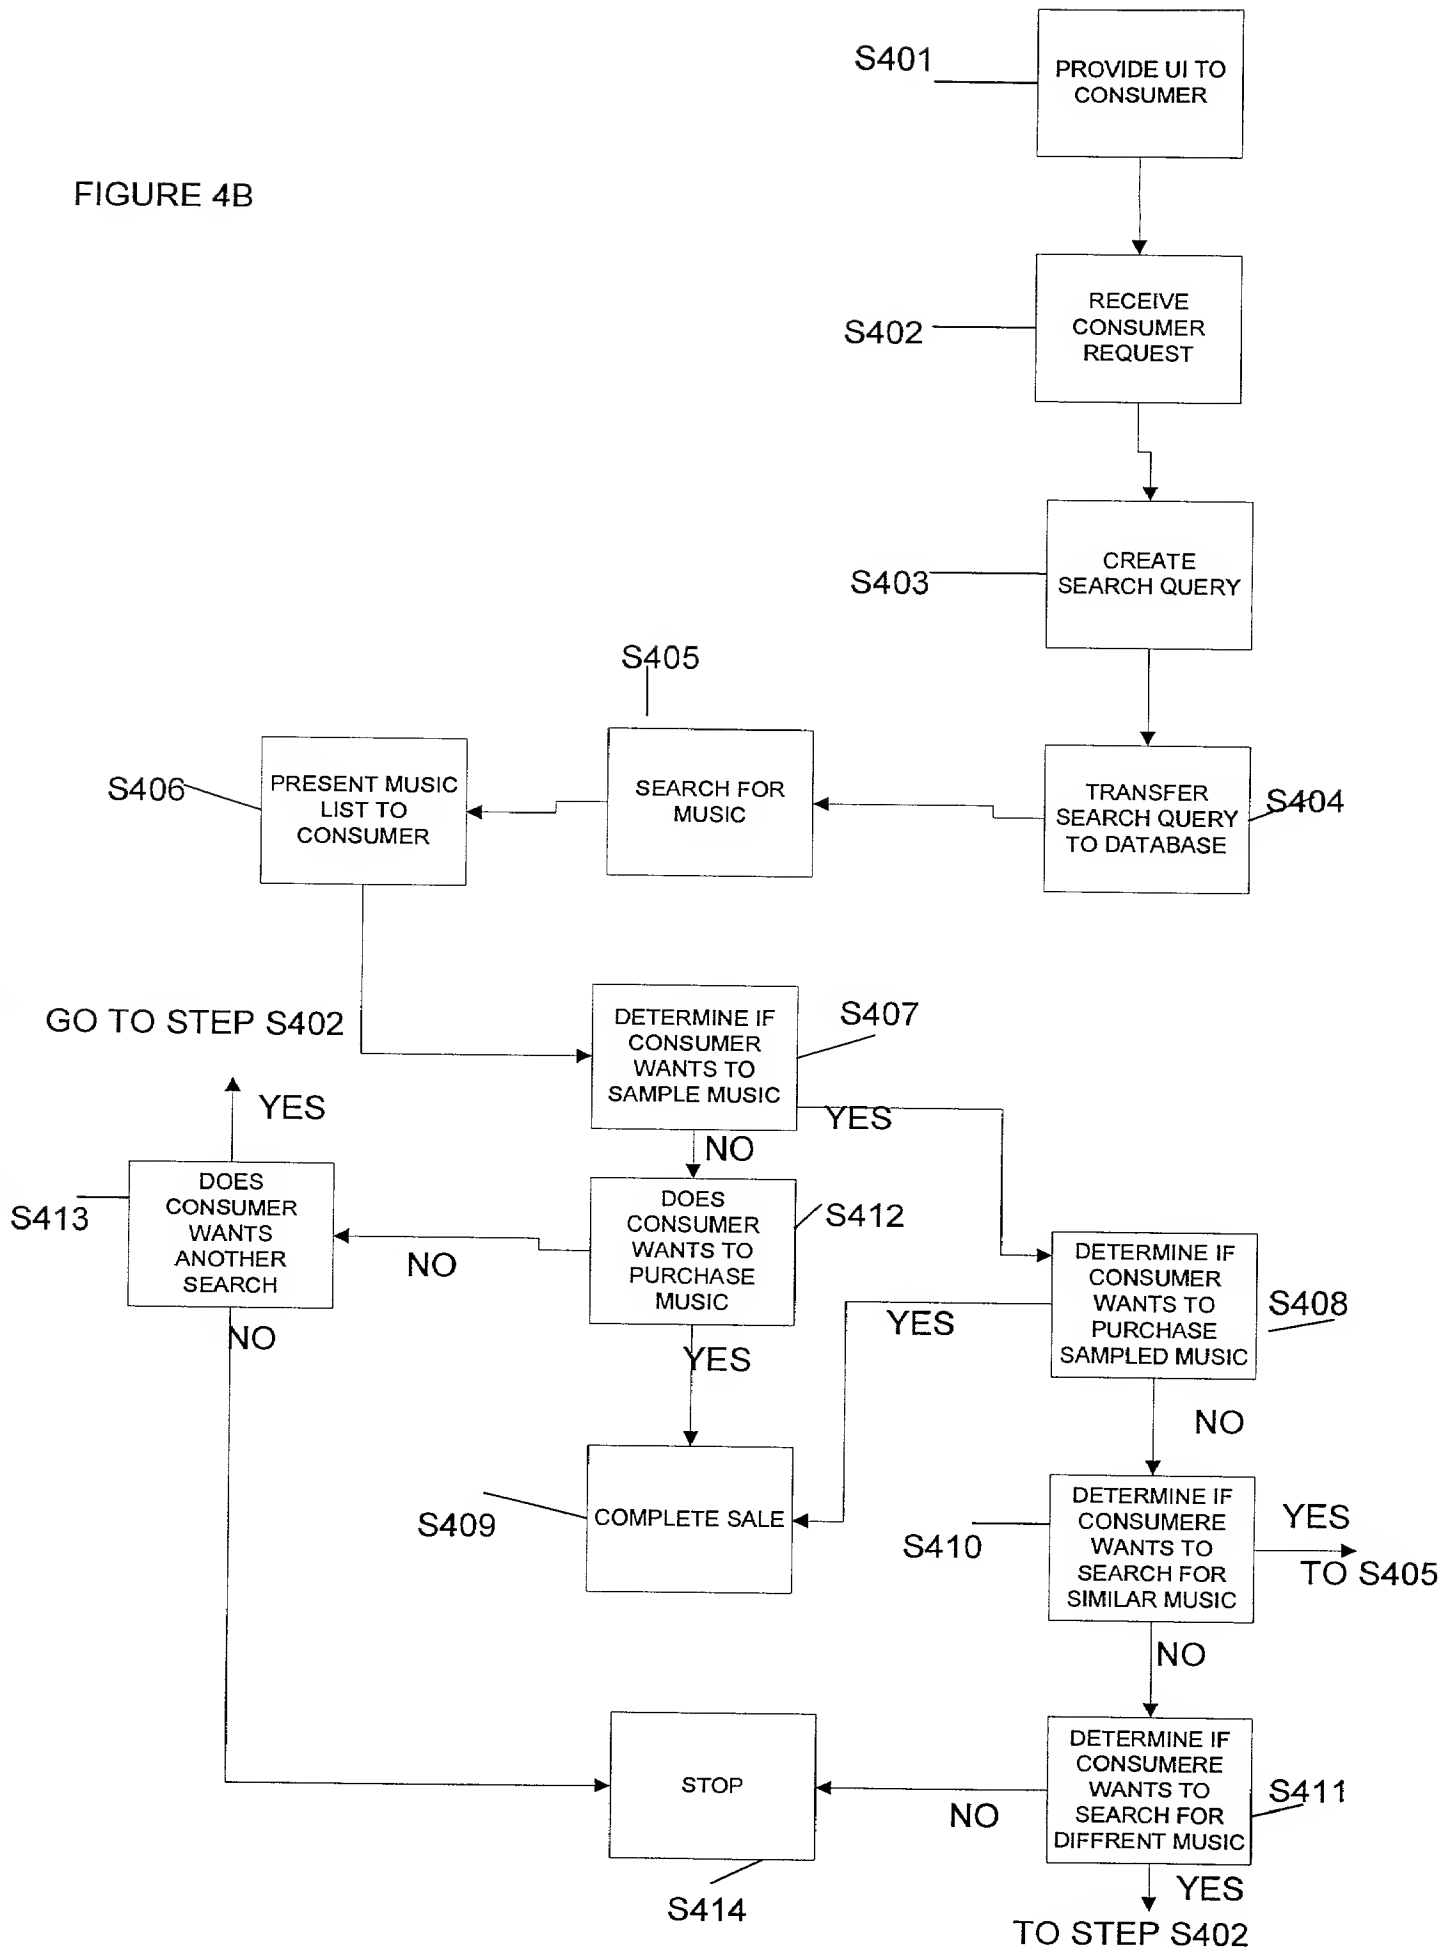 S401
PROVIDE UI TO
CONSUMER
FIGURE 4B
S402
RECEIVE
CONSUMER
REQUEST
S403
CREATE
SEARCH QUERY
S405
S406
PRESENT MUSIC
LIST TO
CONSUMER
SEARCH FOR
MUSIC
TRANSFER
SEARCH QUERY
TO DATABASE
S404
GO TO STEP S402
DETERMINE IF
CONSUMER
WANTS TO
SAMPLE MUSIC
S407
YES
YES
NO
S413
DOES
CONSUMER
WANTS
ANOTHER
SEARCH
NO
DOES
CONSUMER
WANTS TO
PURCHASE
MUSIC
S412
DETERMINE IF
CONSUMER
WANTS TO
PURCHASE
SAMPLED MUSIC
S408
NO
YES
YES
NO
S409
COMPLETE SALE
S410
DETERMINE IF
CONSUMERE
WANTS TO
SEARCH FOR
SIMILAR MUSIC
YES
TO S405
NO
STOP
S414
NO
DETERMINE IF
CONSUMERE
WANTS TO
SEARCH FOR
DIFFRENT MUSIC
S411
YES
TO STEP S402